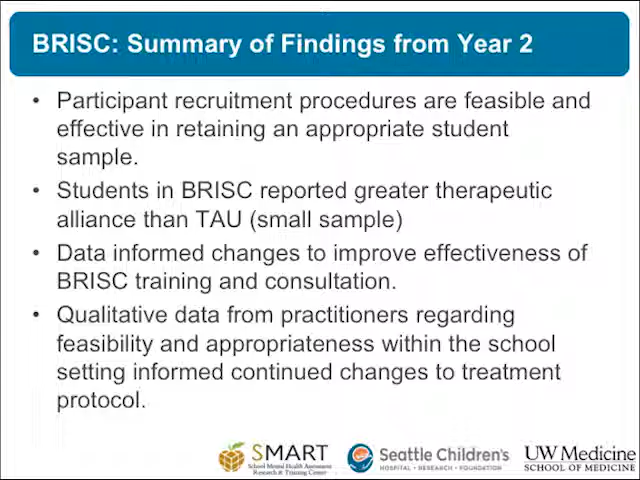 BRISC: Summary of Findings from Year 2
• Participant recruitment procedures are feasible and
effective in retaining an appropriate student
sample.
• Students in BRISC reported greater therapeutic
alliance than TAU (small sample)
• Data informed changes to improve effectiveness of
BRISC training and consultation.
• Qualitative data from practitioners regarding
feasibility and appropriateness within the school
setting informed continued changes to treatment
protocol.
SMART
School Mental Health Assessment
Research & Training Center
Seattle Children's
HOSPITAL • RESEARCH • FOUNDATION
UW Medicine
SCHOOL OF MEDICINE